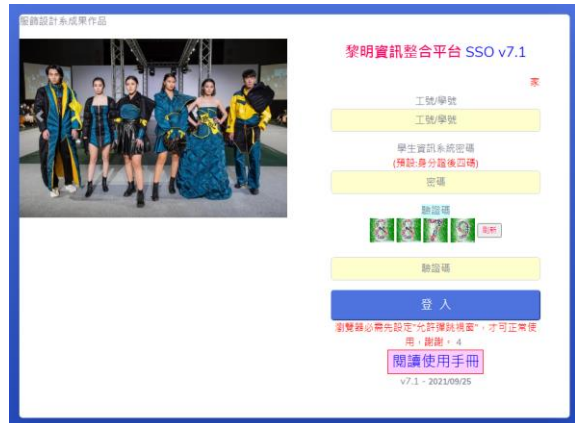 服飾設計系成果作品
黎明資訊整合平台 SSO v7.1
家
工號/學號
工號/學號
學生資訊系統密碼
(預設:身分證後四碼)
密碼
驗證碼
8 8 7 9 刷新
驗證碼
登 入
瀏覽器必需先設定"允許彈跳視窗"，才可正常使
用，謝謝。 4
閱讀使用手冊
v7.1 - 2021/09/25